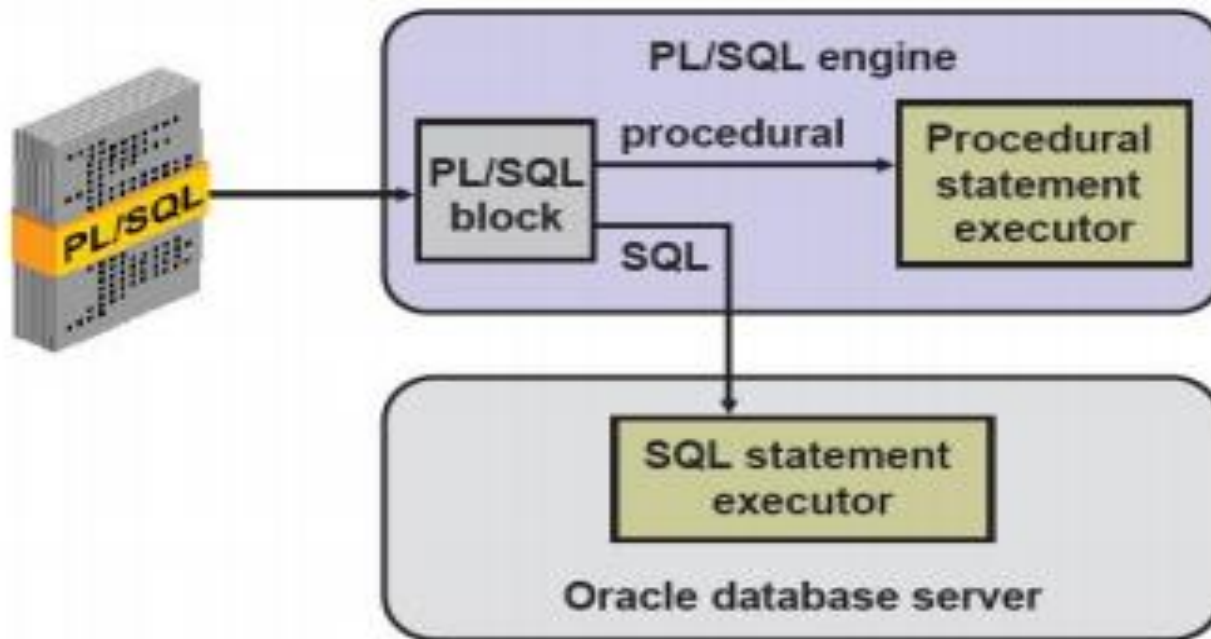 PL/SQL engine
PL/SQL
PL/SQL
block
procedural
SQL
Procedural
statement
executor
SQL statement
executor
Oracle database server